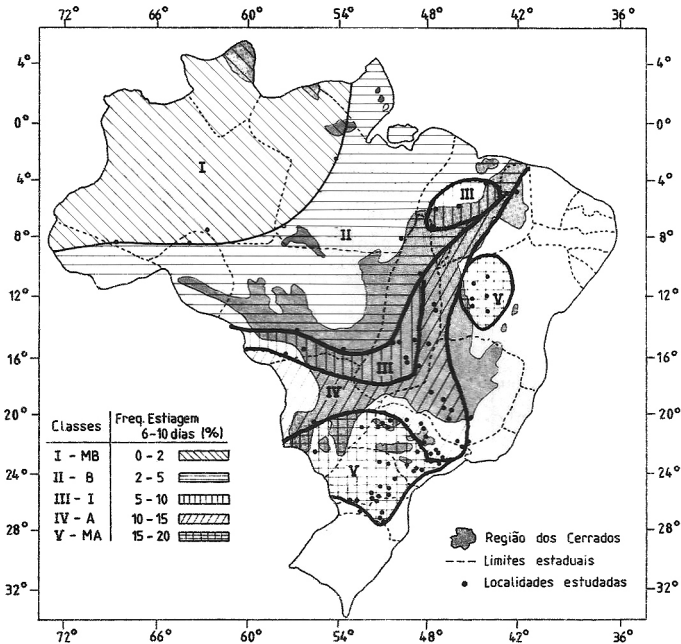 72° 66° 60° 54° 48° 42° 36°
4° 4°
0° 0°
I
4° 4°
III
8° 8°
II
12° 12°
V
16° 16°
III
IV
20° 20°
Classes Freq. Estiagem
6-10 dias (%)
I - MB 0 - 2
II - B 2 - 5
III - I 5 - 10
IV - A 10 - 15
V - MA 15 - 20
V
24° 24°
28° 28°
Região dos Cerrados
Limites estaduais
Localidades estudadas
32° 32°
72° 66° 60° 54° 48° 42° 36°